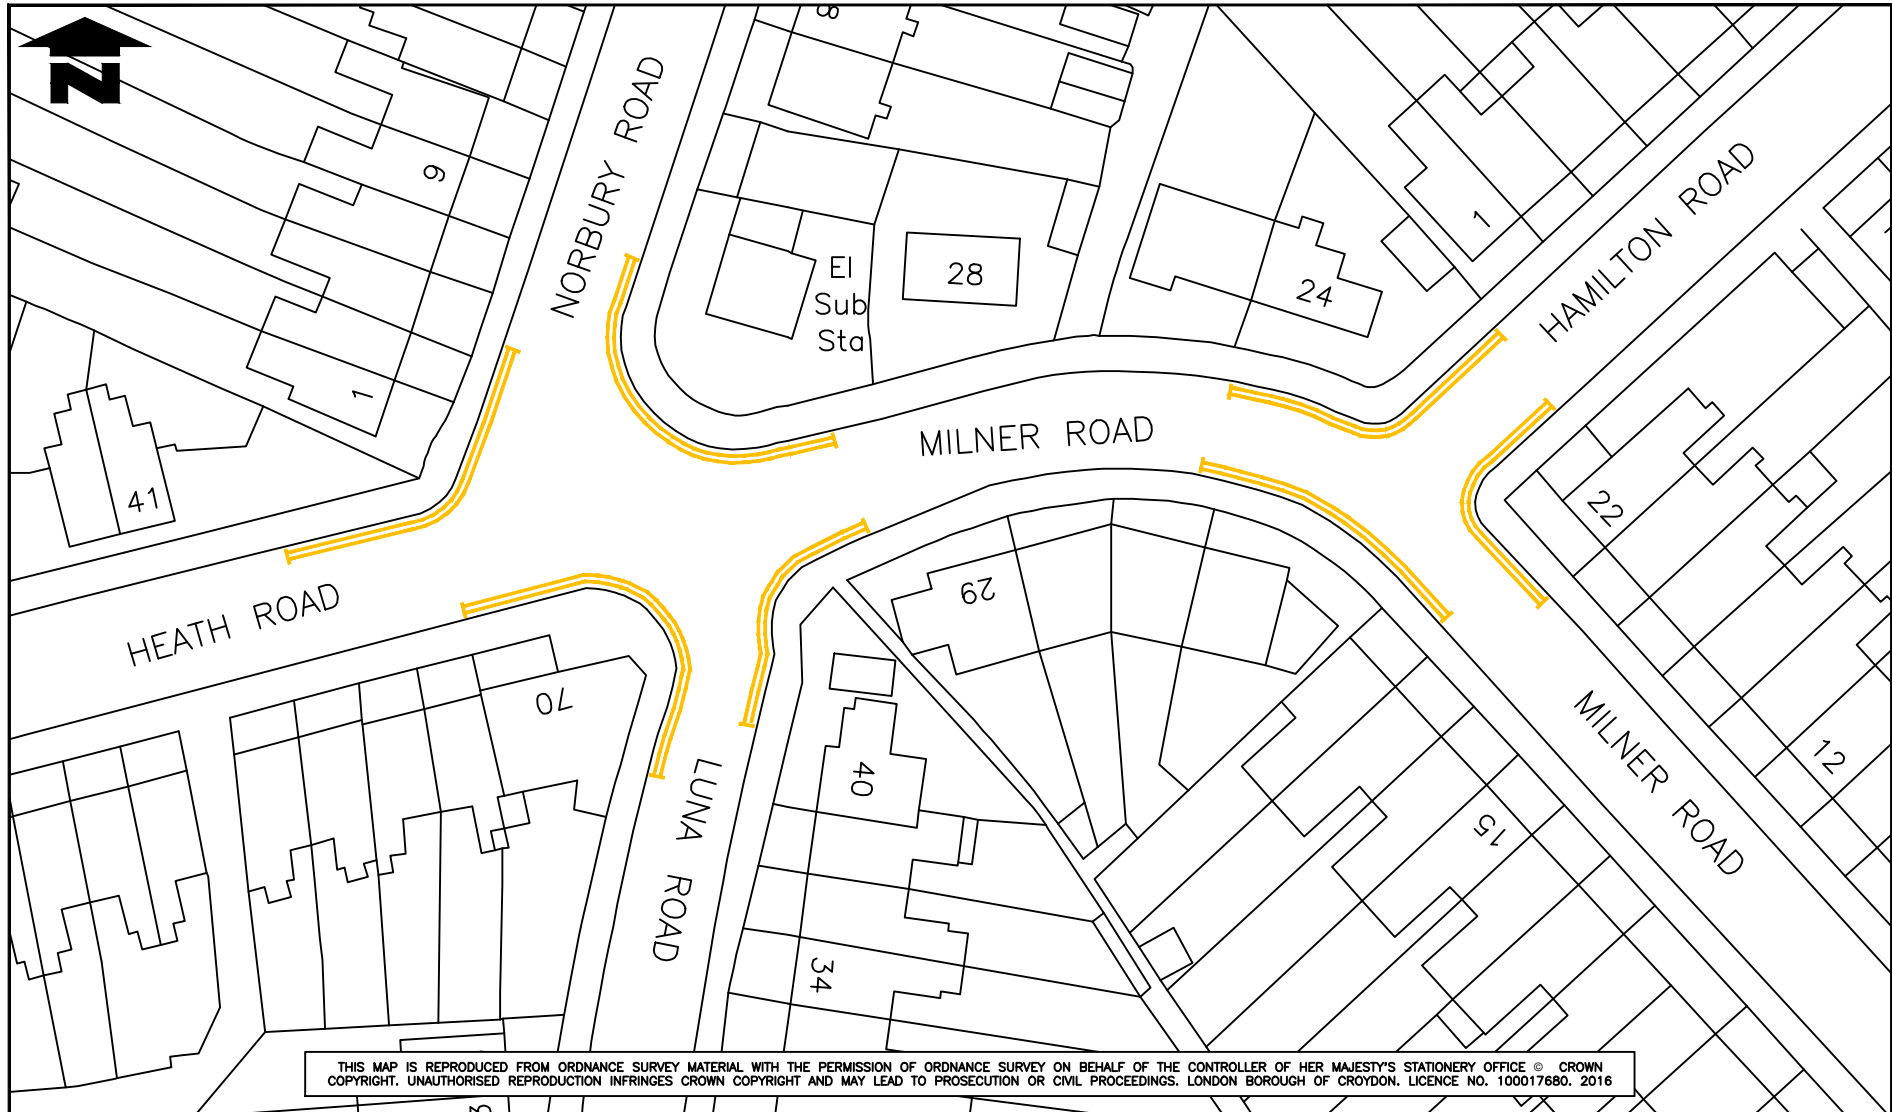 N
NORBURY ROAD
HAMILTON ROAD
9
1
1
El
Sub
Sta
28
24
MILNER ROAD
41
22
29
HEATH ROAD
70
MILNER ROAD
12
LUNA ROAD
40
15
34
THIS MAP IS REPRODUCED FROM ORDNANCE SURVEY MATERIAL WITH THE PERMISSION OF ORDNANCE SURVEY ON BEHALF OF THE CONTROLLER OF HER MAJESTY'S STATIONERY OFFICE © CROWN
COPYRIGHT. UNAUTHORISED REPRODUCTION INFRINGES CROWN COPYRIGHT AND MAY LEAD TO PROSECUTION OR CIVIL PROCEEDINGS. LONDON BOROUGH OF CROYDON. LICENCE NO. 100017680. 2016